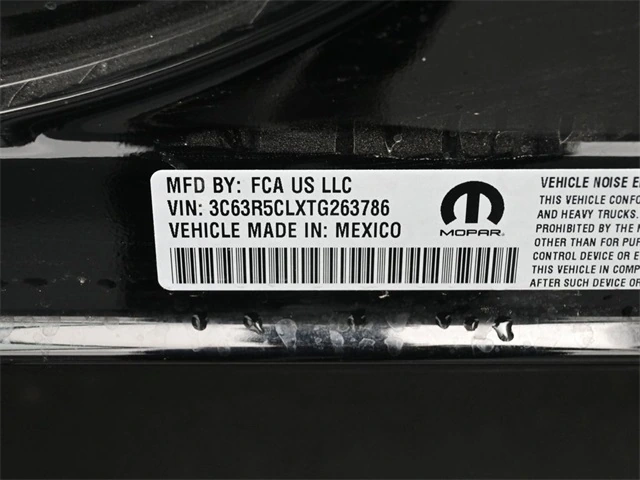 MFD BY: FCA US LLC
VIN: 3C63R5CLXTG263786
VEHICLE MADE IN: MEXICO
MOPAR
VEHICLE NOISE E
THIS VEHICLE CONFO
AND HEAVY TRUCKS.
PROHIBITED BY THE
OTHER THAN FOR PUR
CONTROL DEVICE OR E
THIS VEHICLE IN COMP
AFTER SUCH DEVICE OR